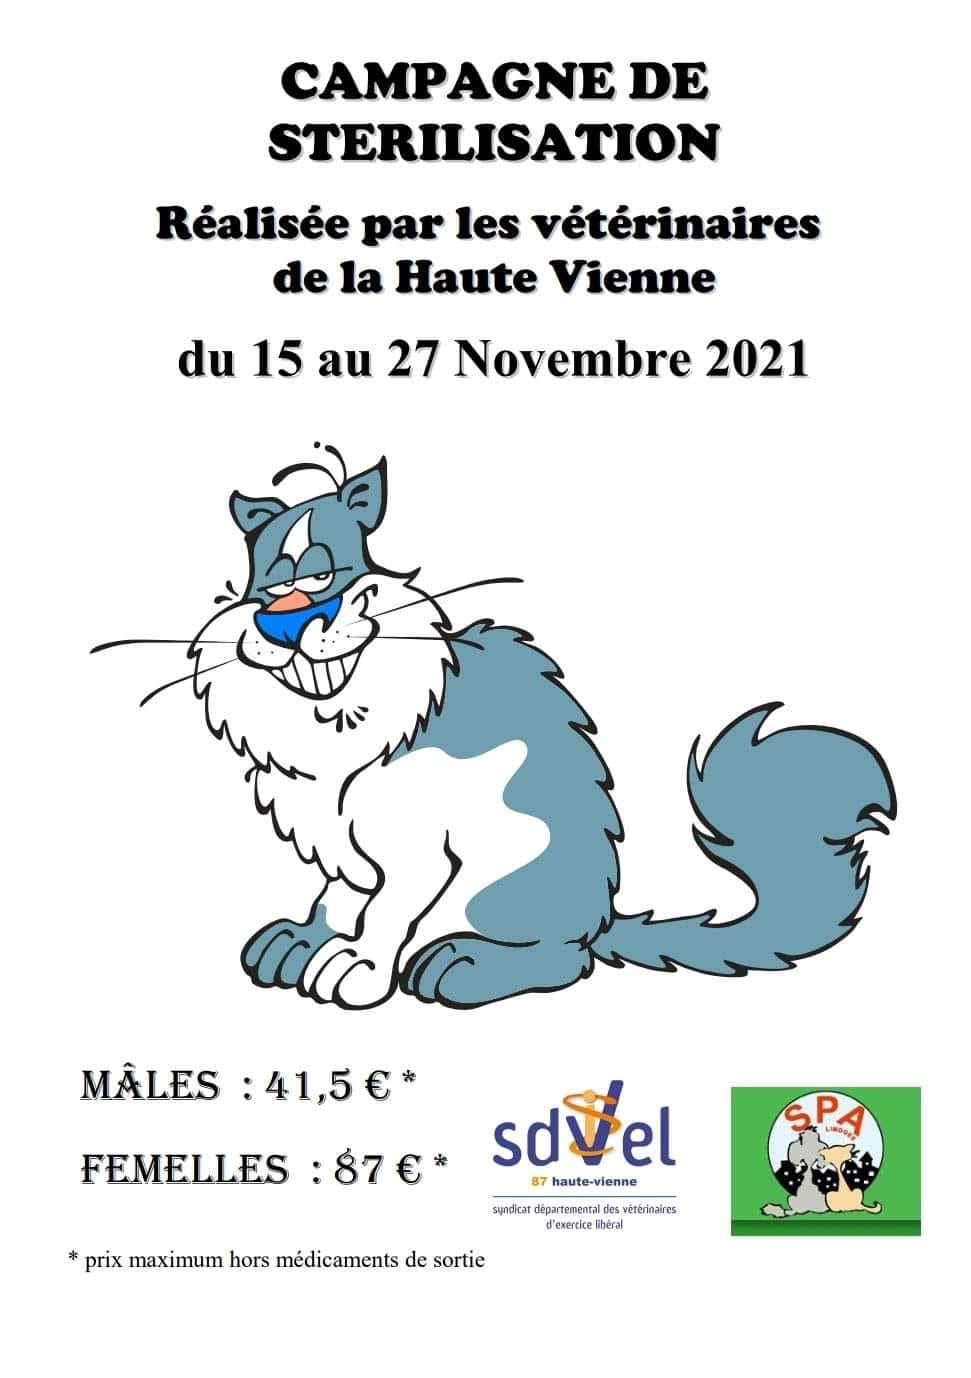 CAMPAGNE DE
STERILISATION
Réalisée par les vétérinaires
de la Haute Vienne
du 15 au 27 Novembre 2021
MÂLES : 41,5 € *
FEMELLES : 87 € *
* prix maximum hors médicaments de sortie
sdvel
87 haute-vienne
syndicat départemental des vétérinaires
d'exercice libéral
SPA
LIMOGES